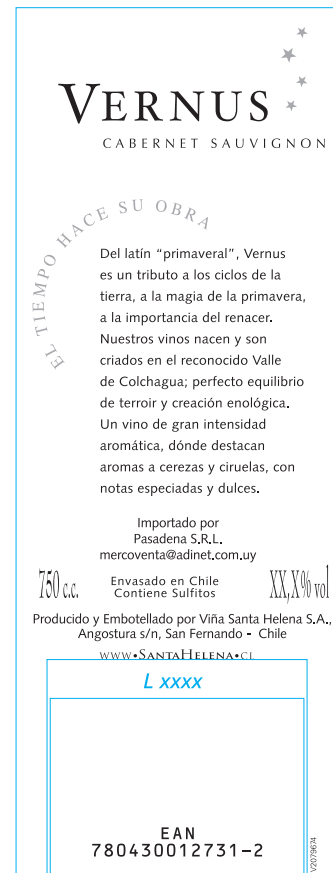 VERNUS
CABERNET SAUVIGNON
EL TIEMPO HACE SU OBRA
Del latín “primaveral”, Vernus
es un tributo a los ciclos de la
tierra, a la magia de la primavera,
a la importancia del renacer.
Nuestros vinos nacen y son
criados en el reconocido Valle
de Colchagua; perfecto equilibrio
de terroir y creación enológica.
Un vino de gran intensidad
aromática, dónde destacan
aromas a cerezas y ciruelas, con
notas especiadas y dulces.
Importado por
Pasadena S.R.L.
mercoventa@adinet.com.uy
750 c.c.
Envasado en Chile
Contiene Sulfitos
XX,X% vol
Producido y Embotellado por Viña Santa Helena S.A.,
Angostura s/n, San Fernando - Chile
WWW•SANTAHELENA•CL
L xxxx
EAN
780430012731-2
V2079674